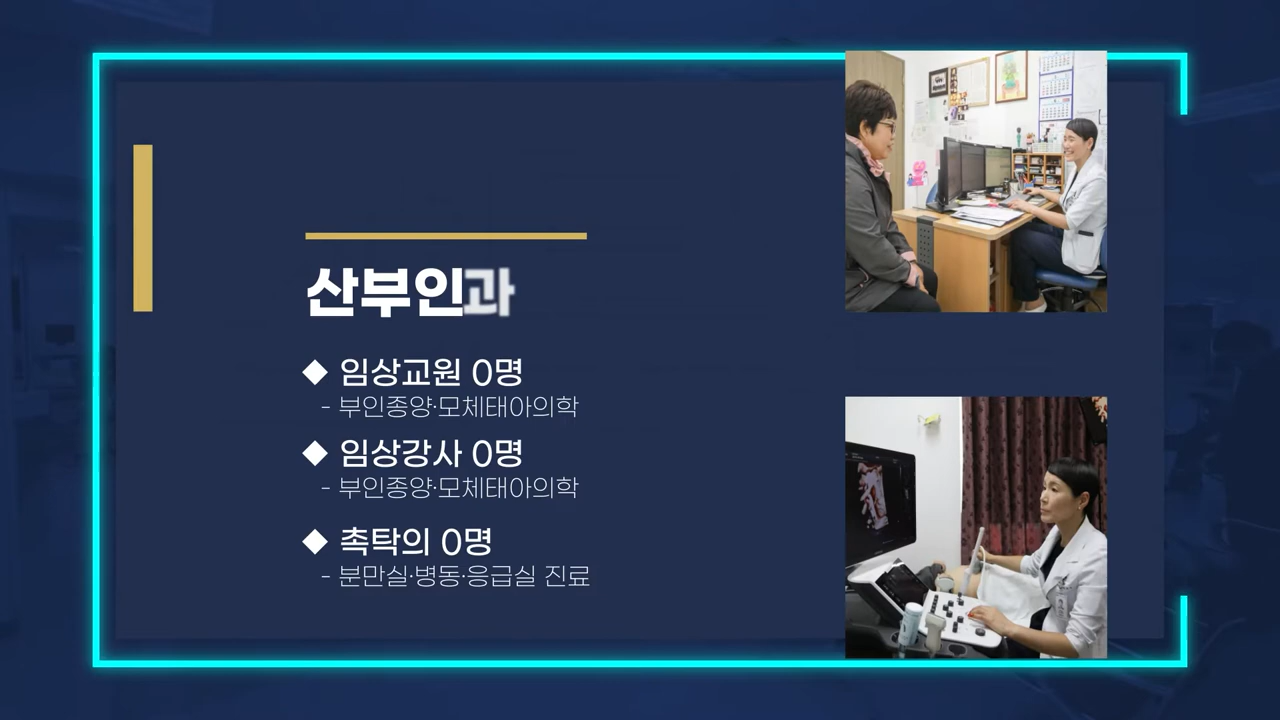 산부인과
◆ 임상교원 0명
- 부인종양·모체태아의학
◆ 임상강사 0명
- 부인종양·모체태아의학
◆ 촉탁의 0명
- 분만실·병동·응급실 진료